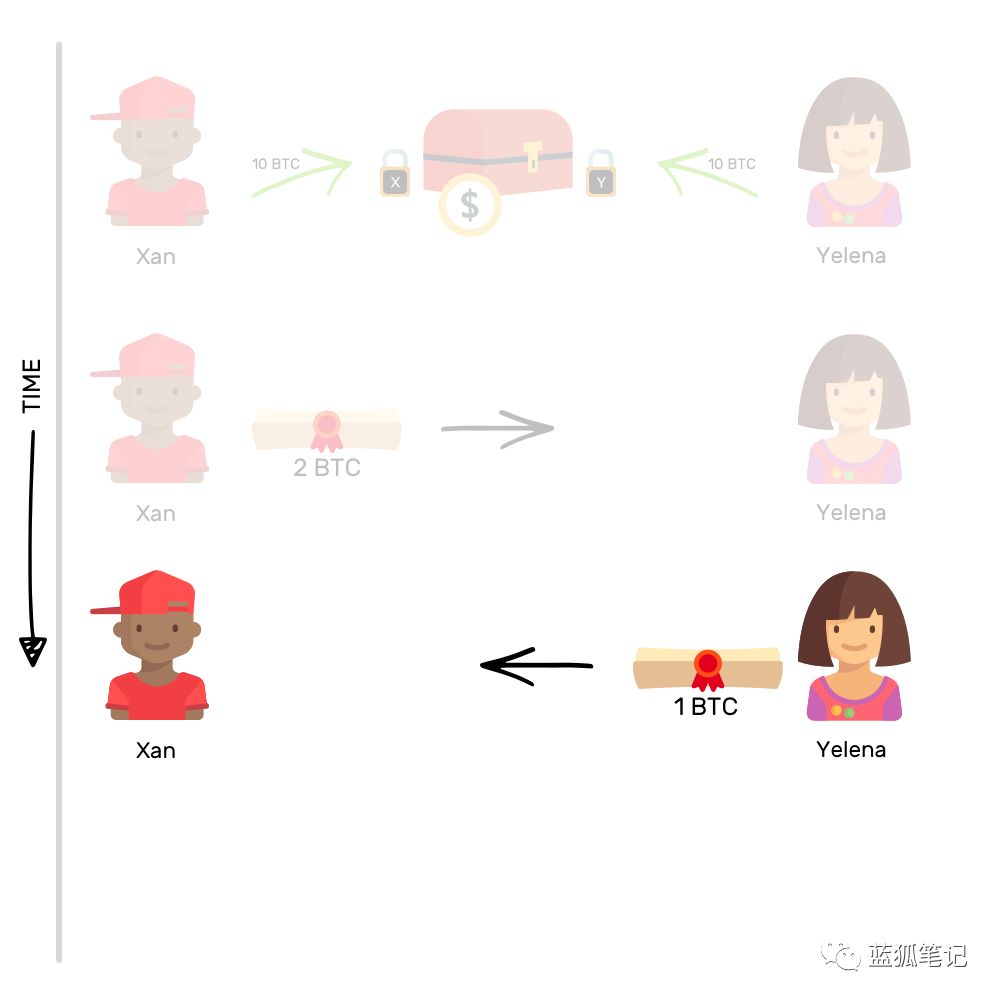 10 BTC
X
$
Y
10 BTC
Xan
Yelena
TIME
2 BTC
Xan
Yelena
1 BTC
Xan
Yelena
蓝狐笔记